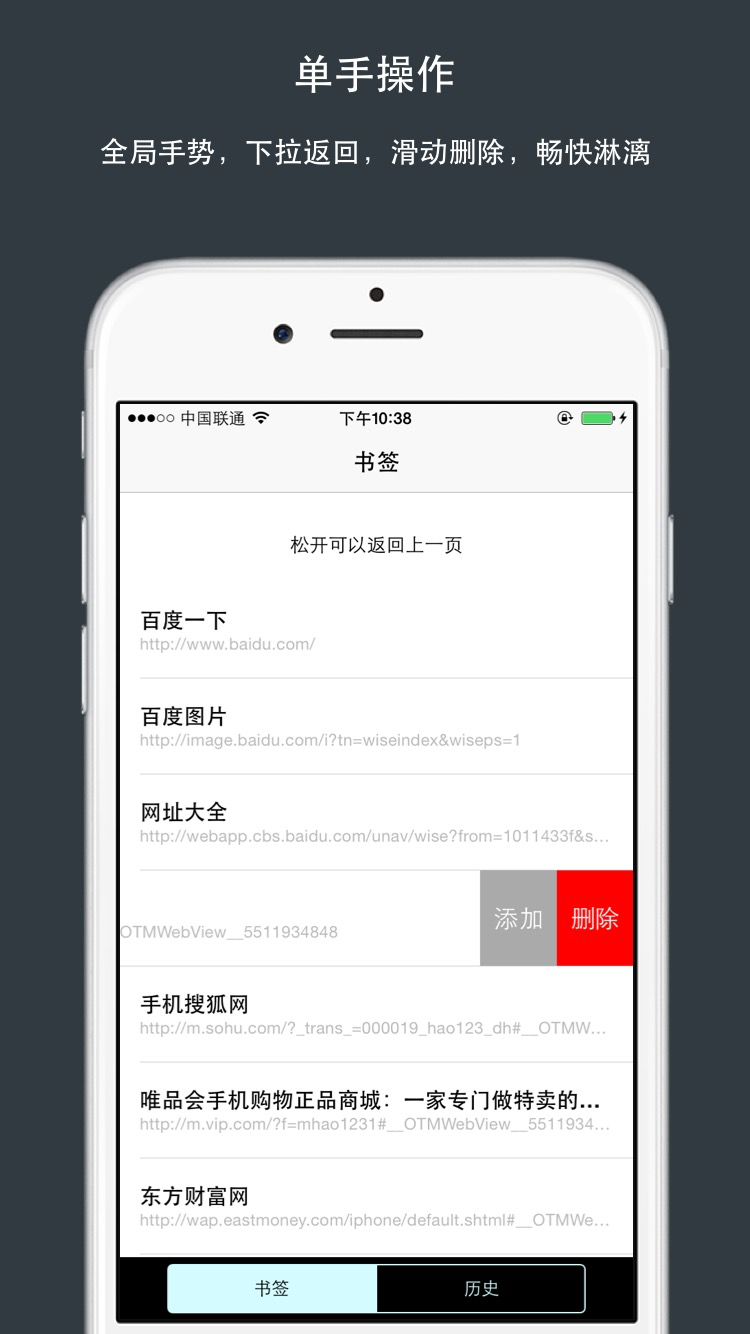 单手操作
全局手势，下拉返回，滑动删除，畅快淋漓
中国联通 下午10:38
书签
松开可以返回上一页
百度一下
http://www.baidu.com/
百度图片
http://image.baidu.com/i?tn=wiseindex&wiseps=1
网址大全
http://webapp.cbs.baidu.com/unav/wise?from=1011433f&s...
OTMWebView__5511934848 添加 删除
手机搜狐网
http://m.sohu.com/?_trans_=000019_hao123_dh#__OTMW...
唯品会手机购物正品商城：一家专门做特卖的...
http://m.vip.com/?f=mhao1231#__OTMWebView__5511934...
东方财富网
http://wap.eastmoney.com/iphone/default.shtml#__OTMWe...
书签 历史